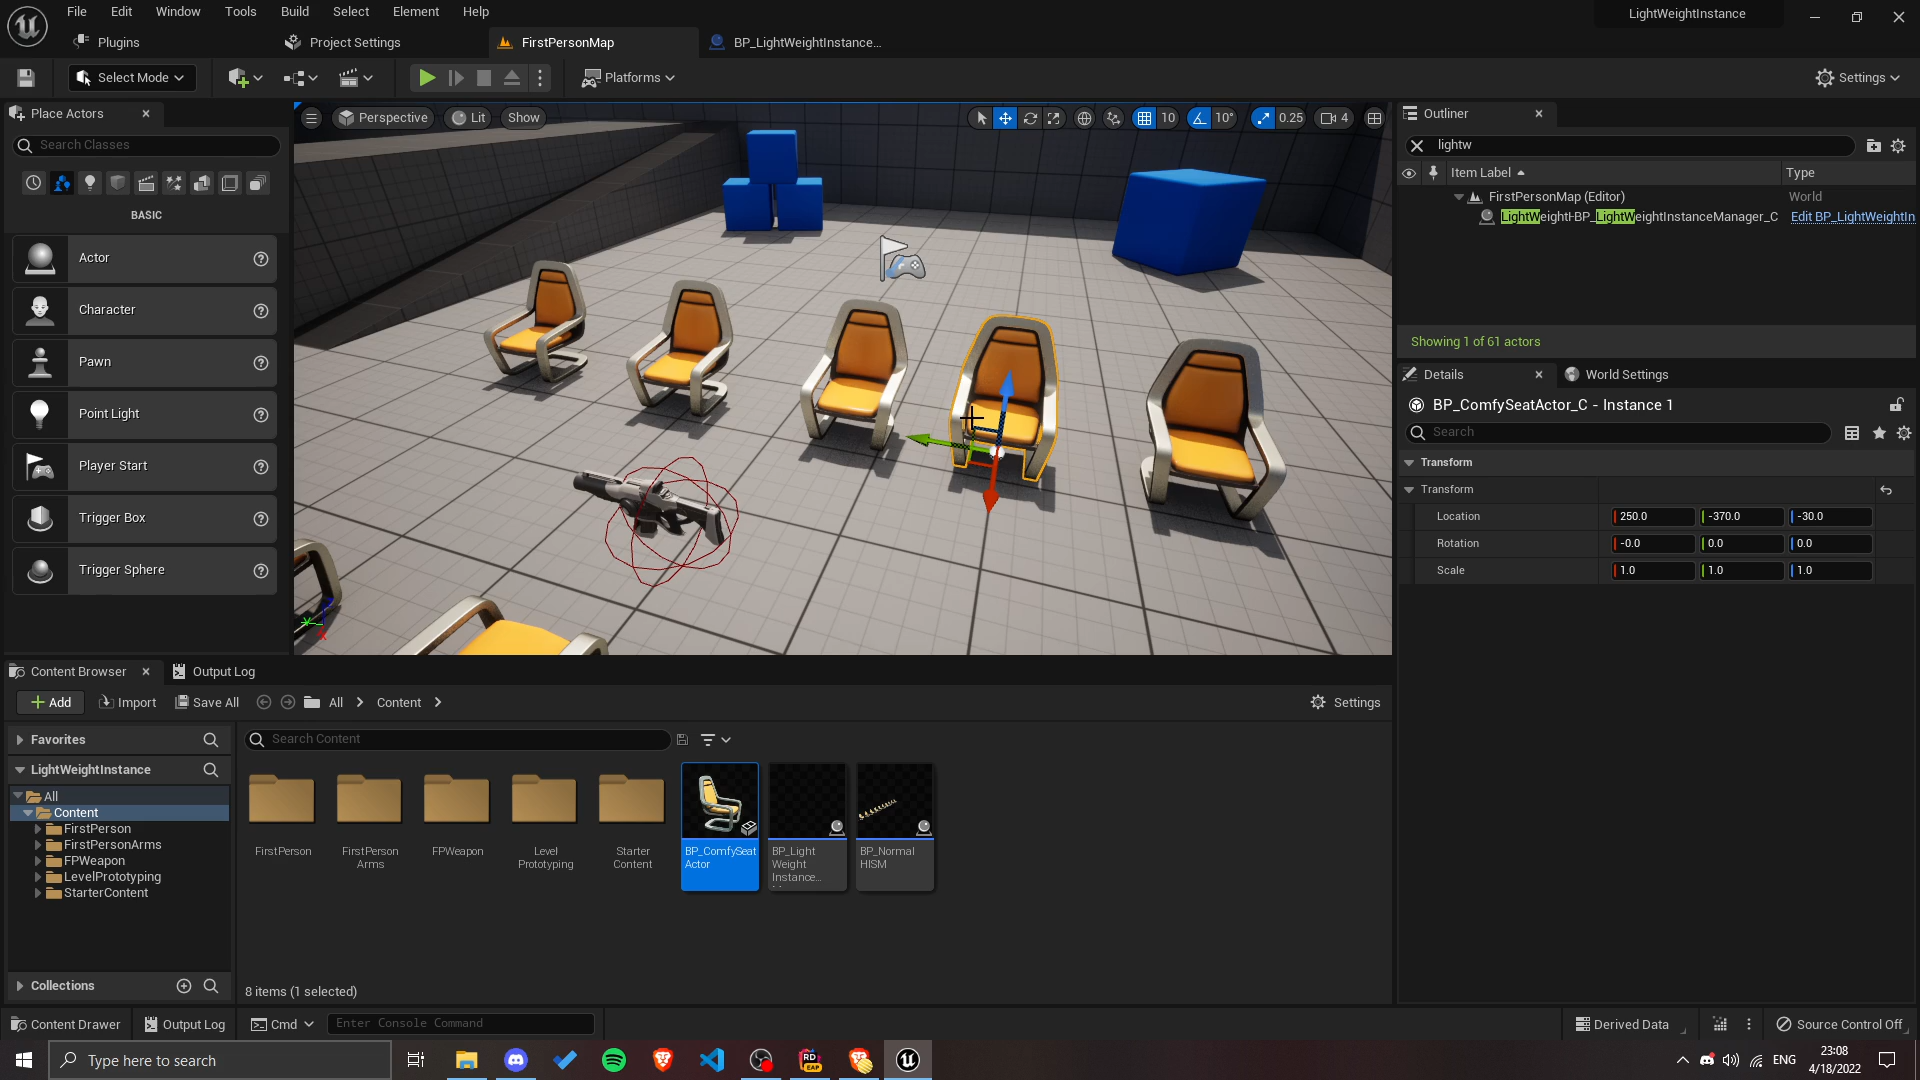 File Edit Window Tools Build Select Actor Element Help
LightWeightInstance
Plugins
Project Settings
FirstPersonMap
BP_LightWeightInstance...
Select Mode
Platforms
Settings
Place Actors
Search Classes
BASIC
Actor
Character
Pawn
Point Light
Player Start
Trigger Box
Trigger Sphere
Perspective
Lit
Show
10
10°
0.25
4
Outliner
lightw
Item Label
Type
FirstPersonMap (Editor)
World
LightWeightI-BP_LightWeightInstanceManager_C
Edit BP_LightWeightIn
Showing 1 of 61 actors
Details
World Settings
BP_ComfySeatActor_C - Instance 1
Search
Transform
Transform
Location 250.0 -370.0 -30.0
Rotation -0.0 0.0 0.0
Scale 1.0 1.0 1.0
Content Browser
Output Log
Add
Import
Save All
All
Content
Settings
Favorites
LightWeightInstance
All
Content
FirstPerson
FirstPersonArms
FPWeapon
LevelPrototyping
StarterContent
Collections
Search Content
FirstPerson
FirstPerson
Arms
FPWeapon
Level
Prototyping
Starter
Content
BP_ComfySeat
Actor
BP_Light
Weight
Instance...
BP_Normal
HISM
8 items (1 selected)
Content Drawer
Output Log
Cmd
Enter Console Command
Derived Data
Source Control Off
Type here to search
RD
EAP
ENG
23:08
4/18/2022